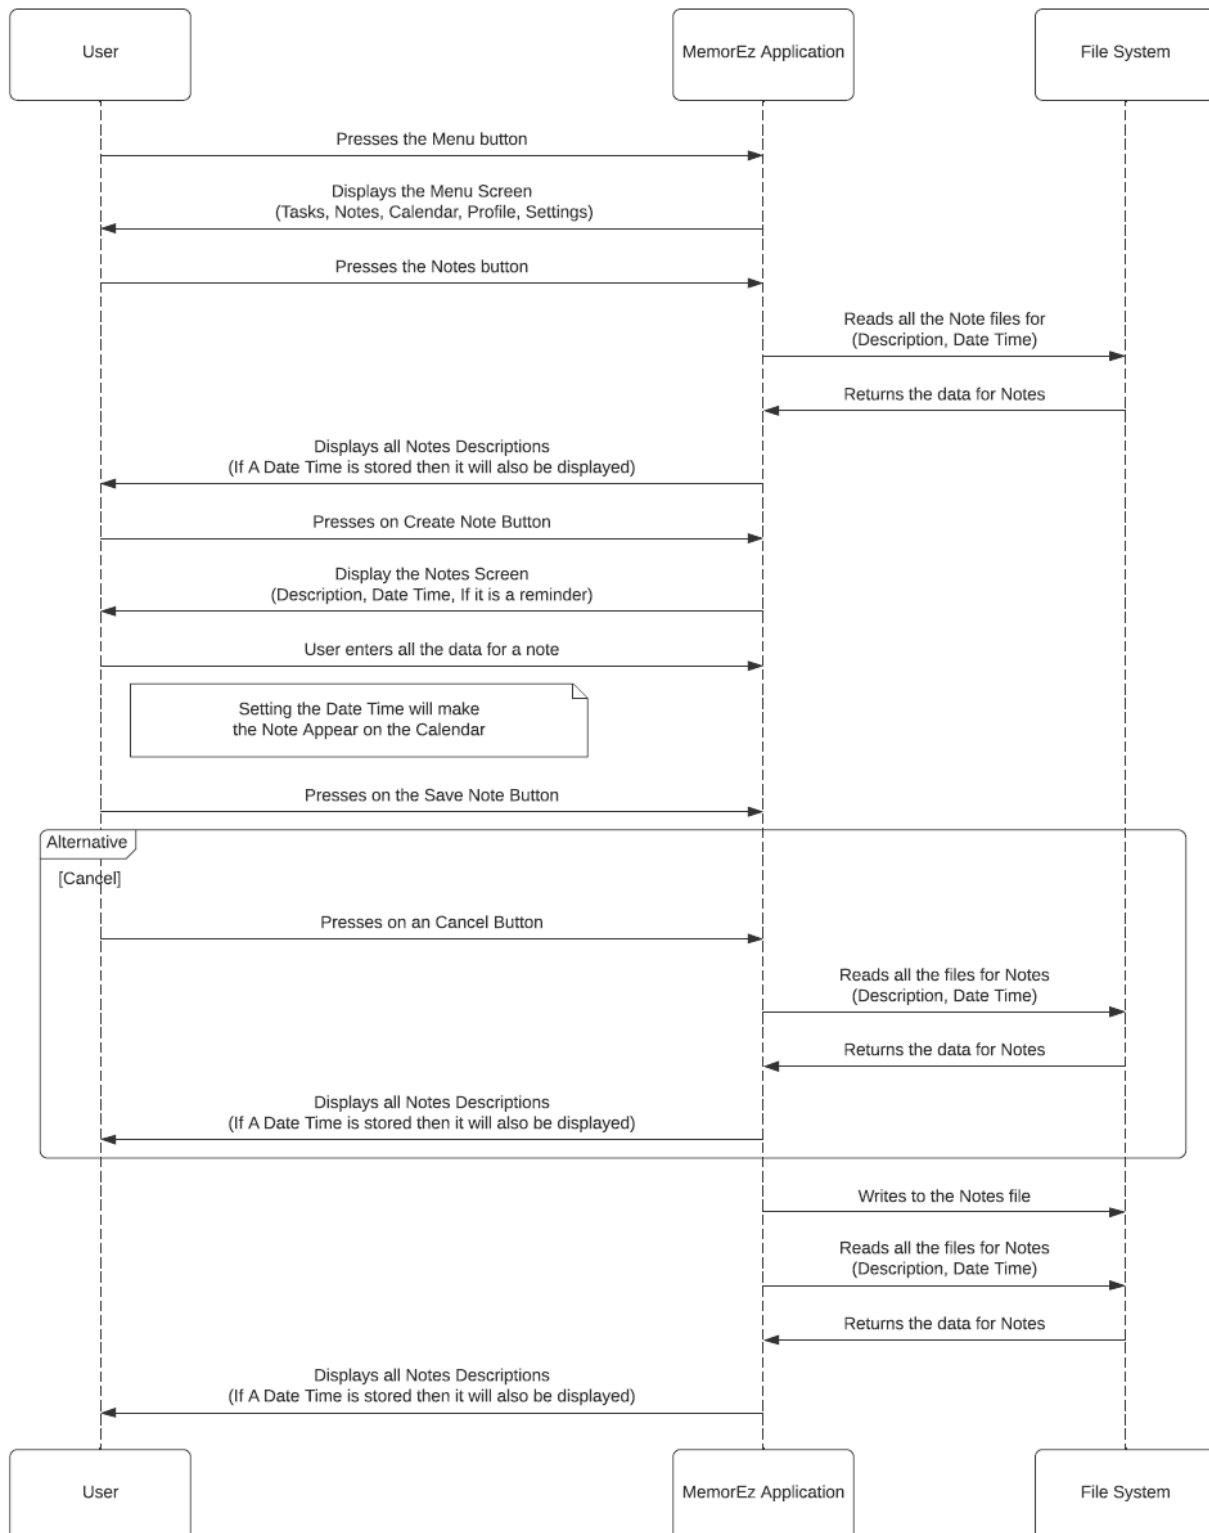 User
MemorEz Application
File System
Presses the Menu button
Displays the Menu Screen
(Tasks, Notes, Calendar, Profile, Settings)
Presses the Notes button
Reads all the Note files for
(Description, Date Time)
Returns the data for Notes
Displays all Notes Descriptions
(If A Date Time is stored then it will also be displayed)
Presses on Create Note Button
Display the Notes Screen
(Description, Date Time, If it is a reminder)
User enters all the data for a note
Setting the Date Time will make
the Note Appear on the Calendar
Presses on the Save Note Button
Alternative
[Cancel]
Presses on an Cancel Button
Reads all the files for Notes
(Description, Date Time)
Returns the data for Notes
Displays all Notes Descriptions
(If A Date Time is stored then it will also be displayed)
Writes to the Notes file
Reads all the files for Notes
(Description, Date Time)
Returns the data for Notes
Displays all Notes Descriptions
(If A Date Time is stored then it will also be displayed)
User
MemorEz Application
File System